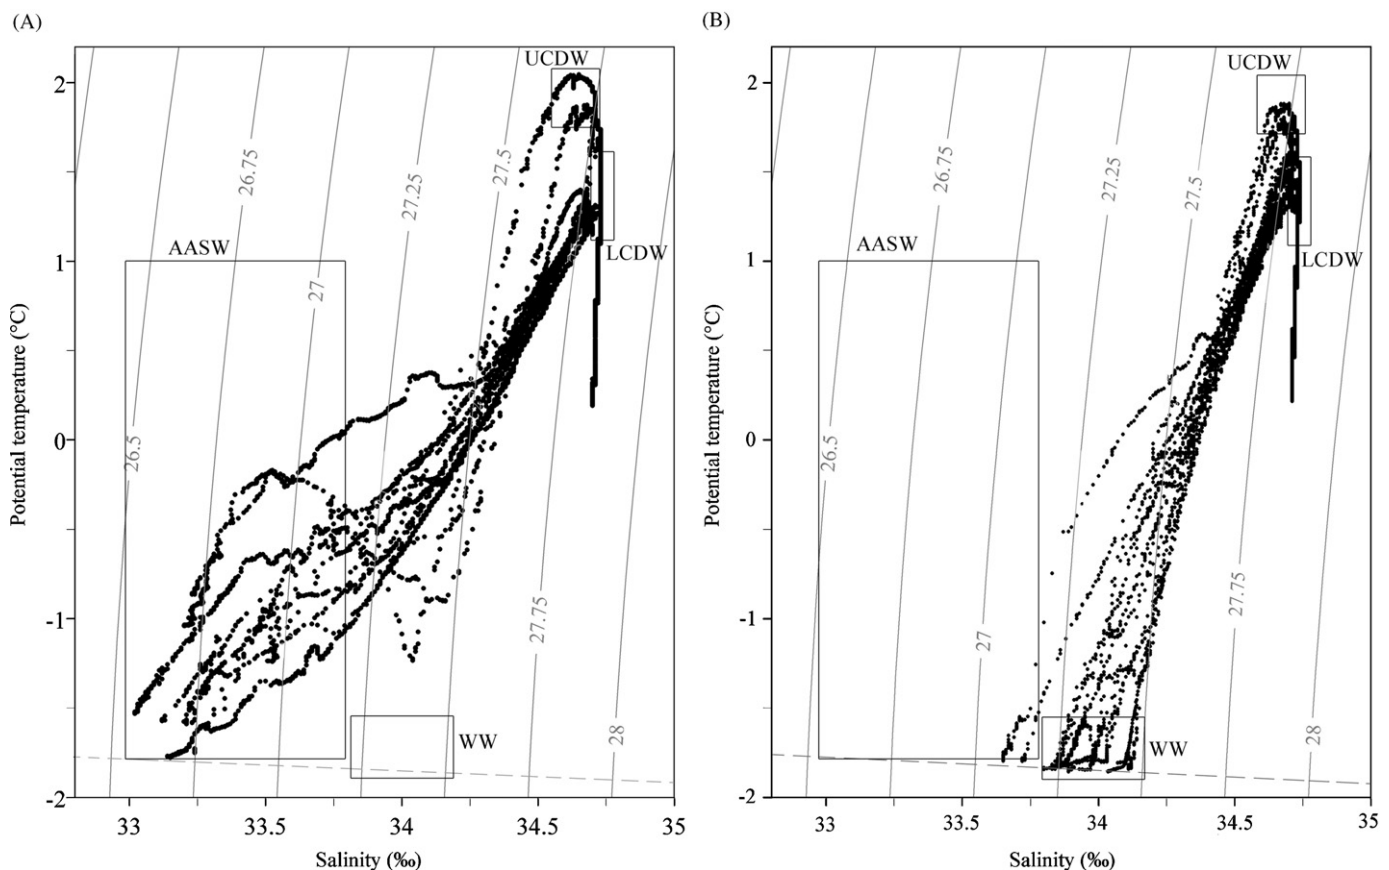 (A)
UCDW
2
26.75
27.5
27.25
1
AASW
LCDW
27
Potential temperature (°C)
0
26.5
-1
27.75
WW
28
-2
33
33.5
34
34.5
35
Salinity (‰)
(B)
UCDW
2
26.75
27.25
27.5
1
AASW
LCDW
Potential temperature (°C)
0
26.5
-1
27
27.75
WW
28
-2
33
33.5
34
34.5
35
Salinity (‰)